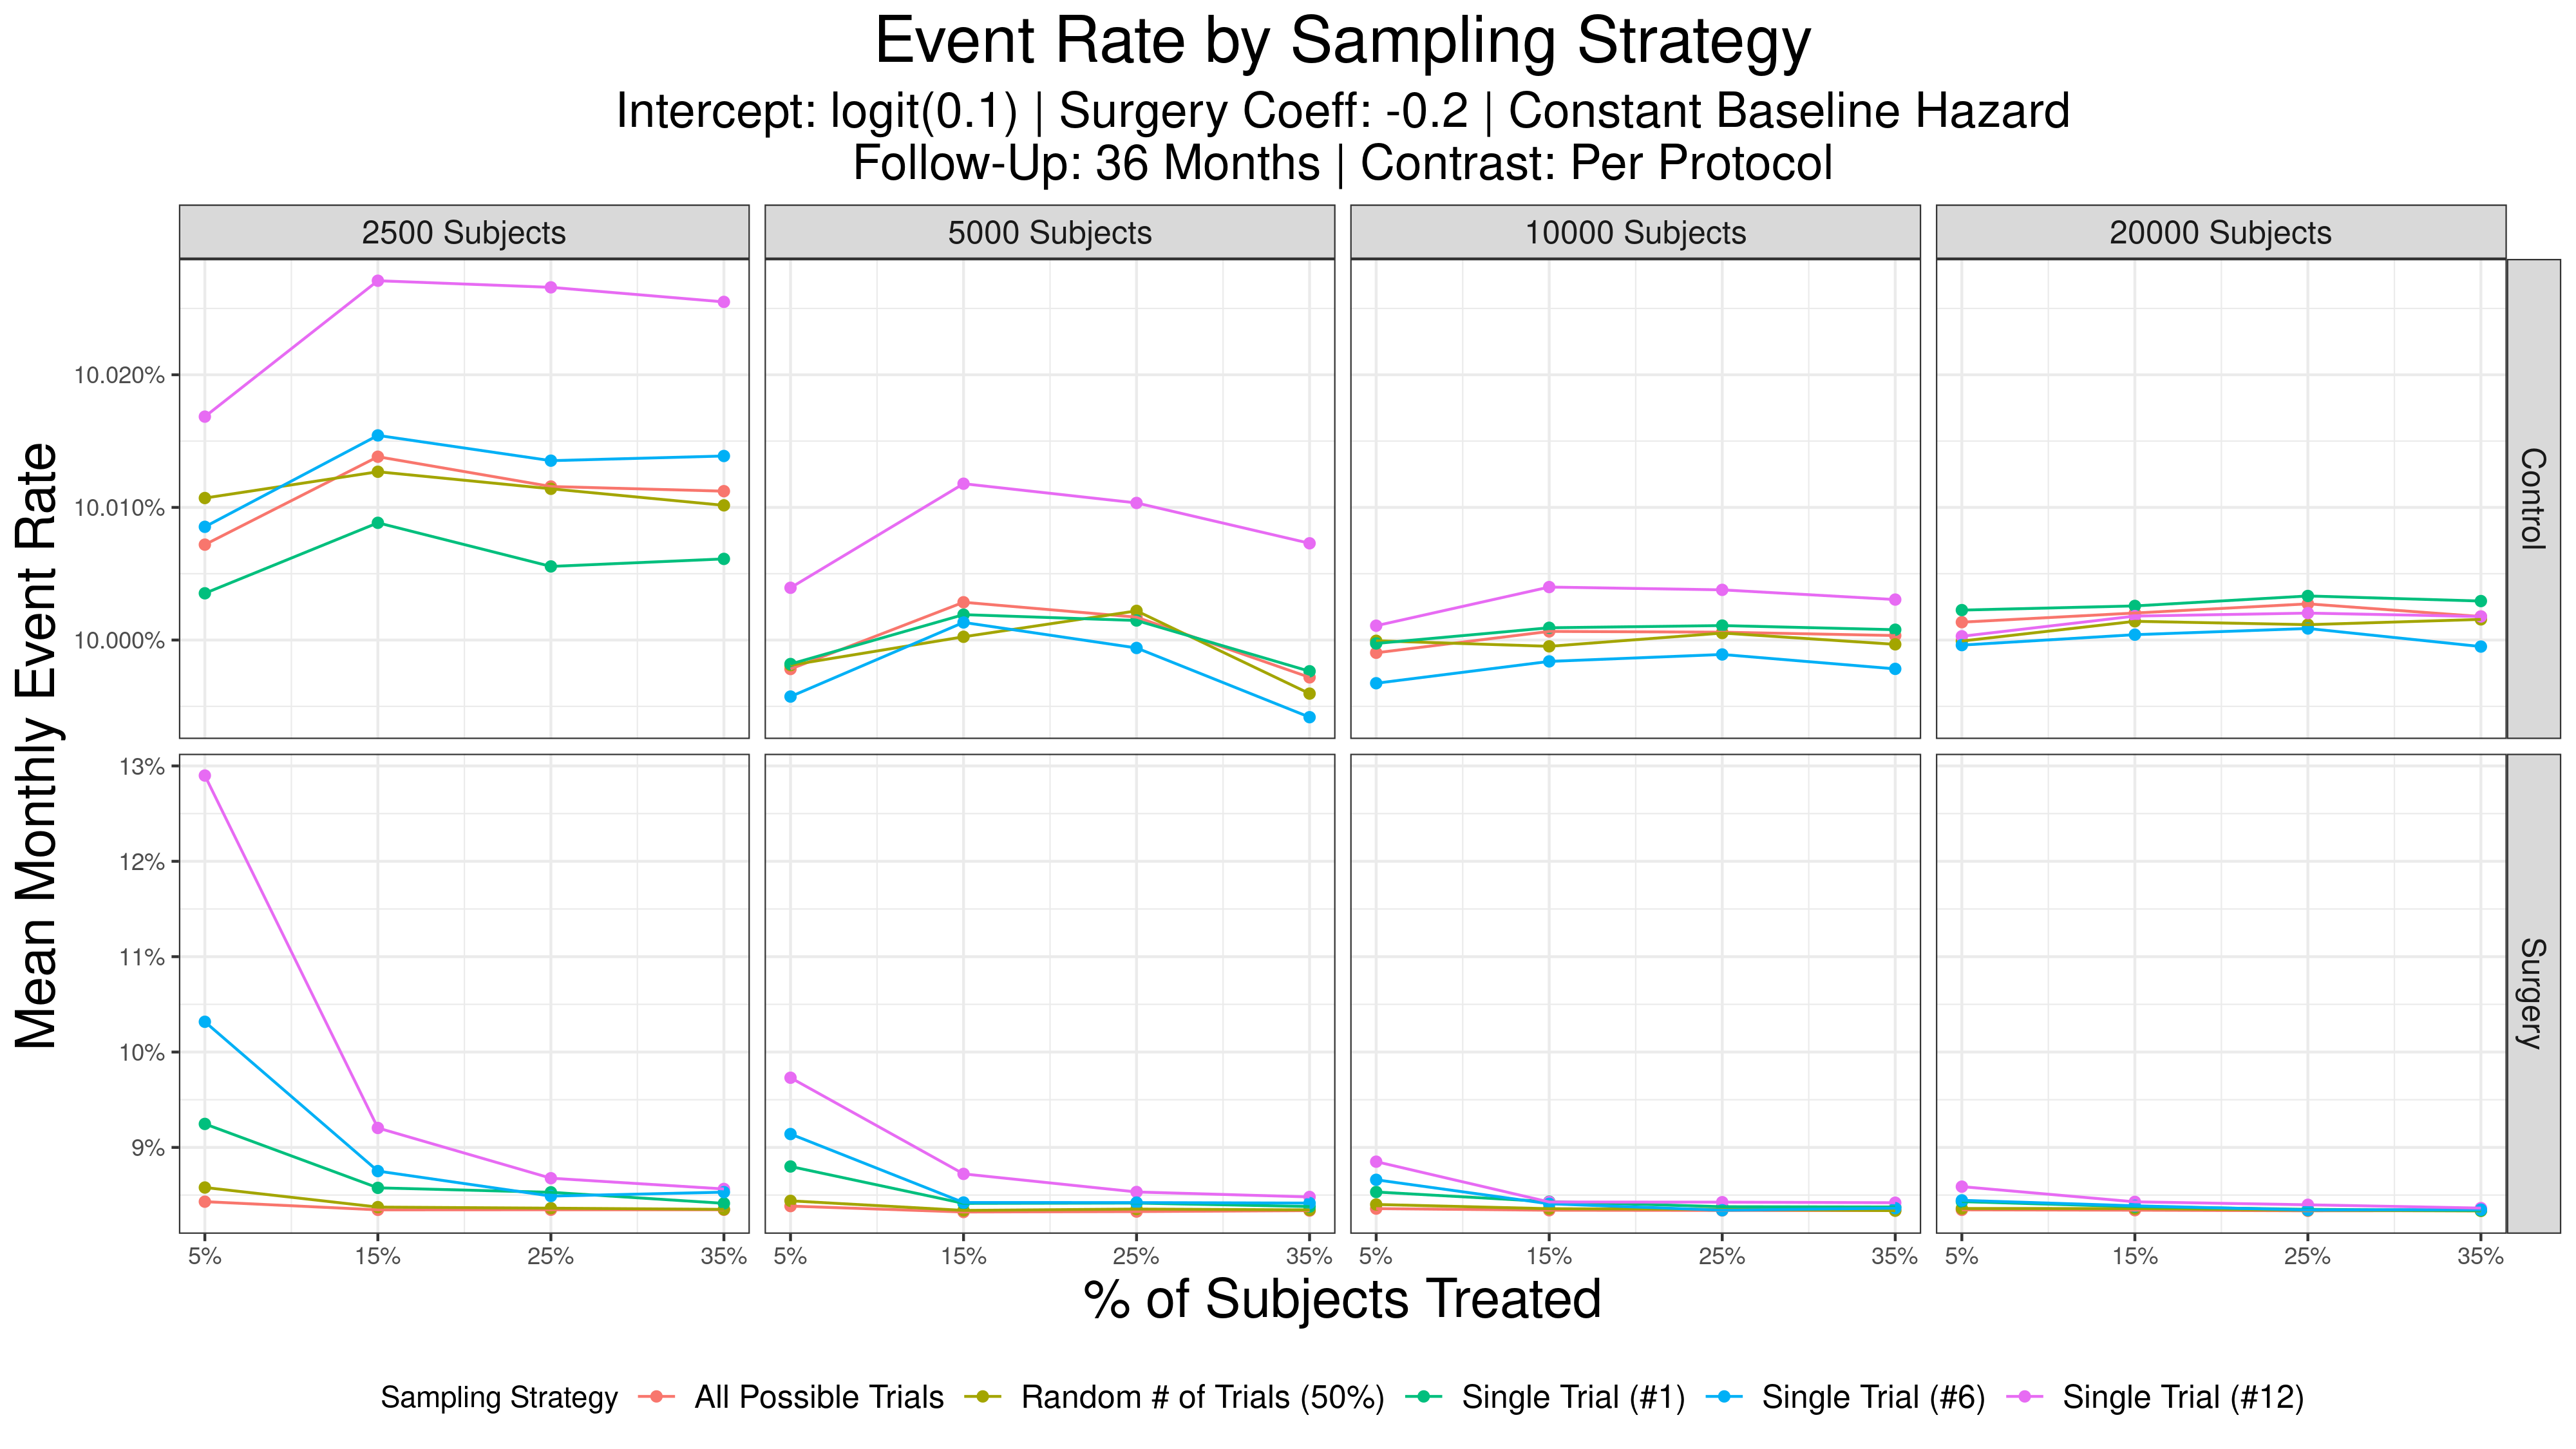 Event Rate by Sampling Strategy
Intercept: logit(0.1) | Surgery Coeff: -0.2 | Constant Baseline Hazard
Follow-Up: 36 Months | Contrast: Per Protocol
2500 Subjects
5000 Subjects
10000 Subjects
20000 Subjects
Mean Monthly Event Rate
10.020%
10.010%
10.000%
Control
13%
12%
11%
10%
9%
Surgery
5% 15% 25% 35%
5% 15% 25% 35%
5% 15% 25% 35%
5% 15% 25% 35%
% of Subjects Treated
Sampling Strategy All Possible Trials Random # of Trials (50%) Single Trial (#1) Single Trial (#6) Single Trial (#12)